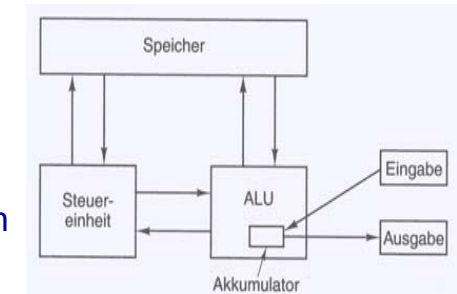 Speicher
Steuer-
einheit
ALU
Eingabe
Ausgabe
Akkumulator
n